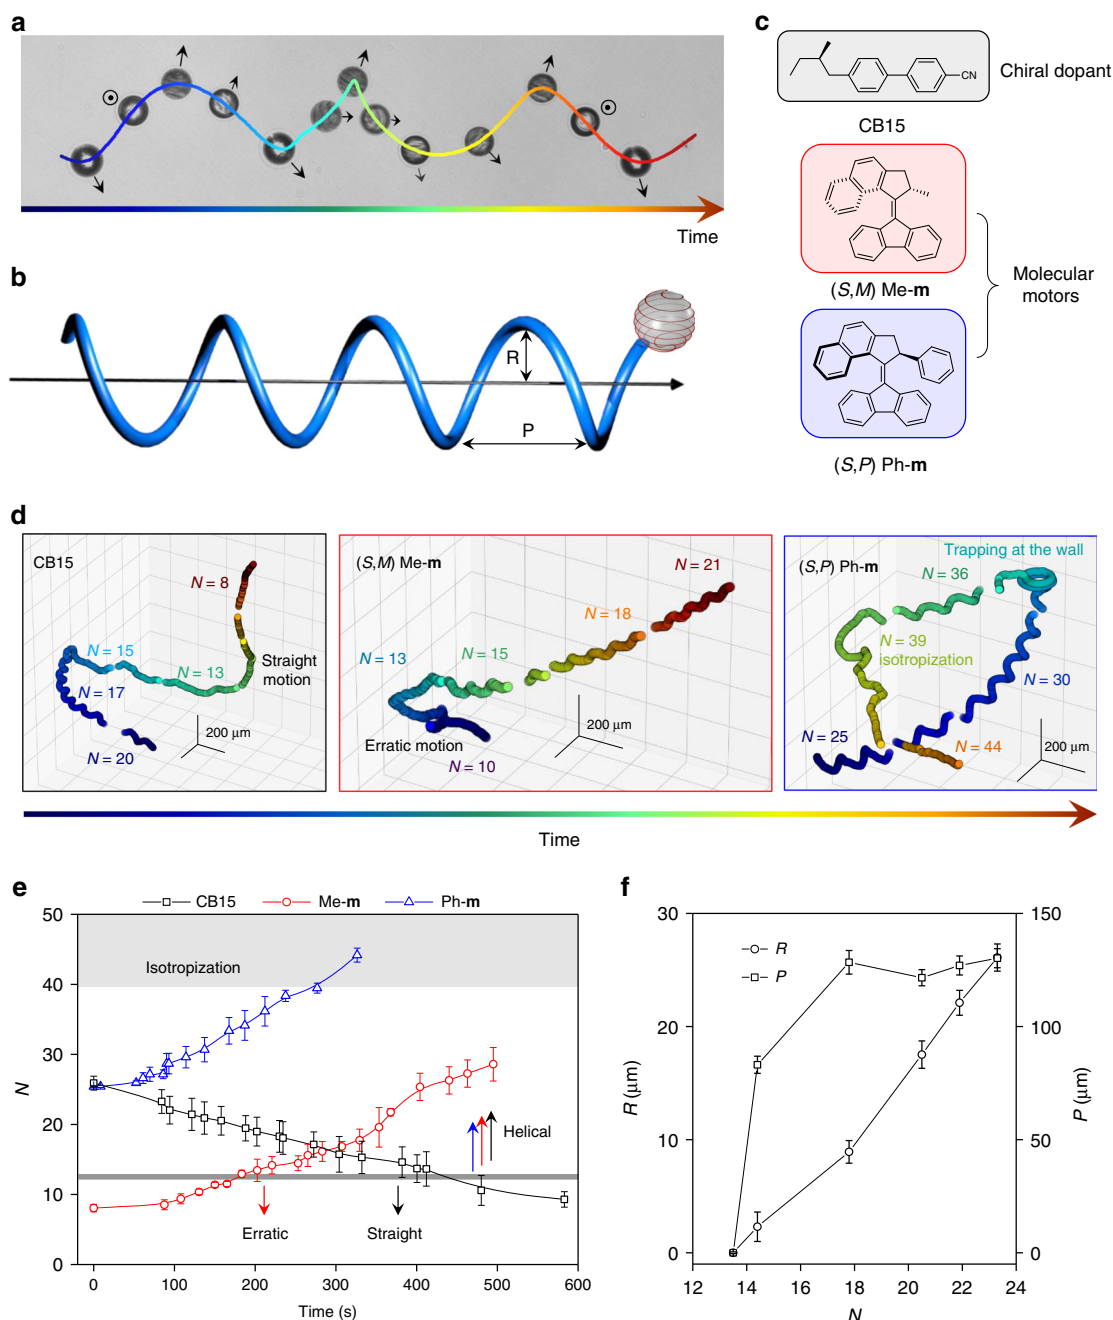 a
Time
b
R
P
c
CN
Chiral dopant
CB15
(S,M) Me-m
Molecular
motors
(S,P) Ph-m
d
CB15
N = 8
N = 15
N = 13
Straight
motion
N = 17
N = 20
200 µm
(S,M) Me-m
N = 21
N = 18
N = 13
N = 15
Erratic motion
N = 10
200 µm
(S,P) Ph-m
Trapping at the wall
N = 36
N = 39
isotropization
N = 30
N = 25
N = 44
200 µm
Time
e
CB15
Me-m
Ph-m
50
40
30
20
10
0
N
Isotropization
Helical
Erratic
Straight
0
100
200
300
400
500
600
Time (s)
f
30
20
10
0
R (µm)
R
P
150
100
50
0
P (µm)
12
14
16
18
20
22
24
N